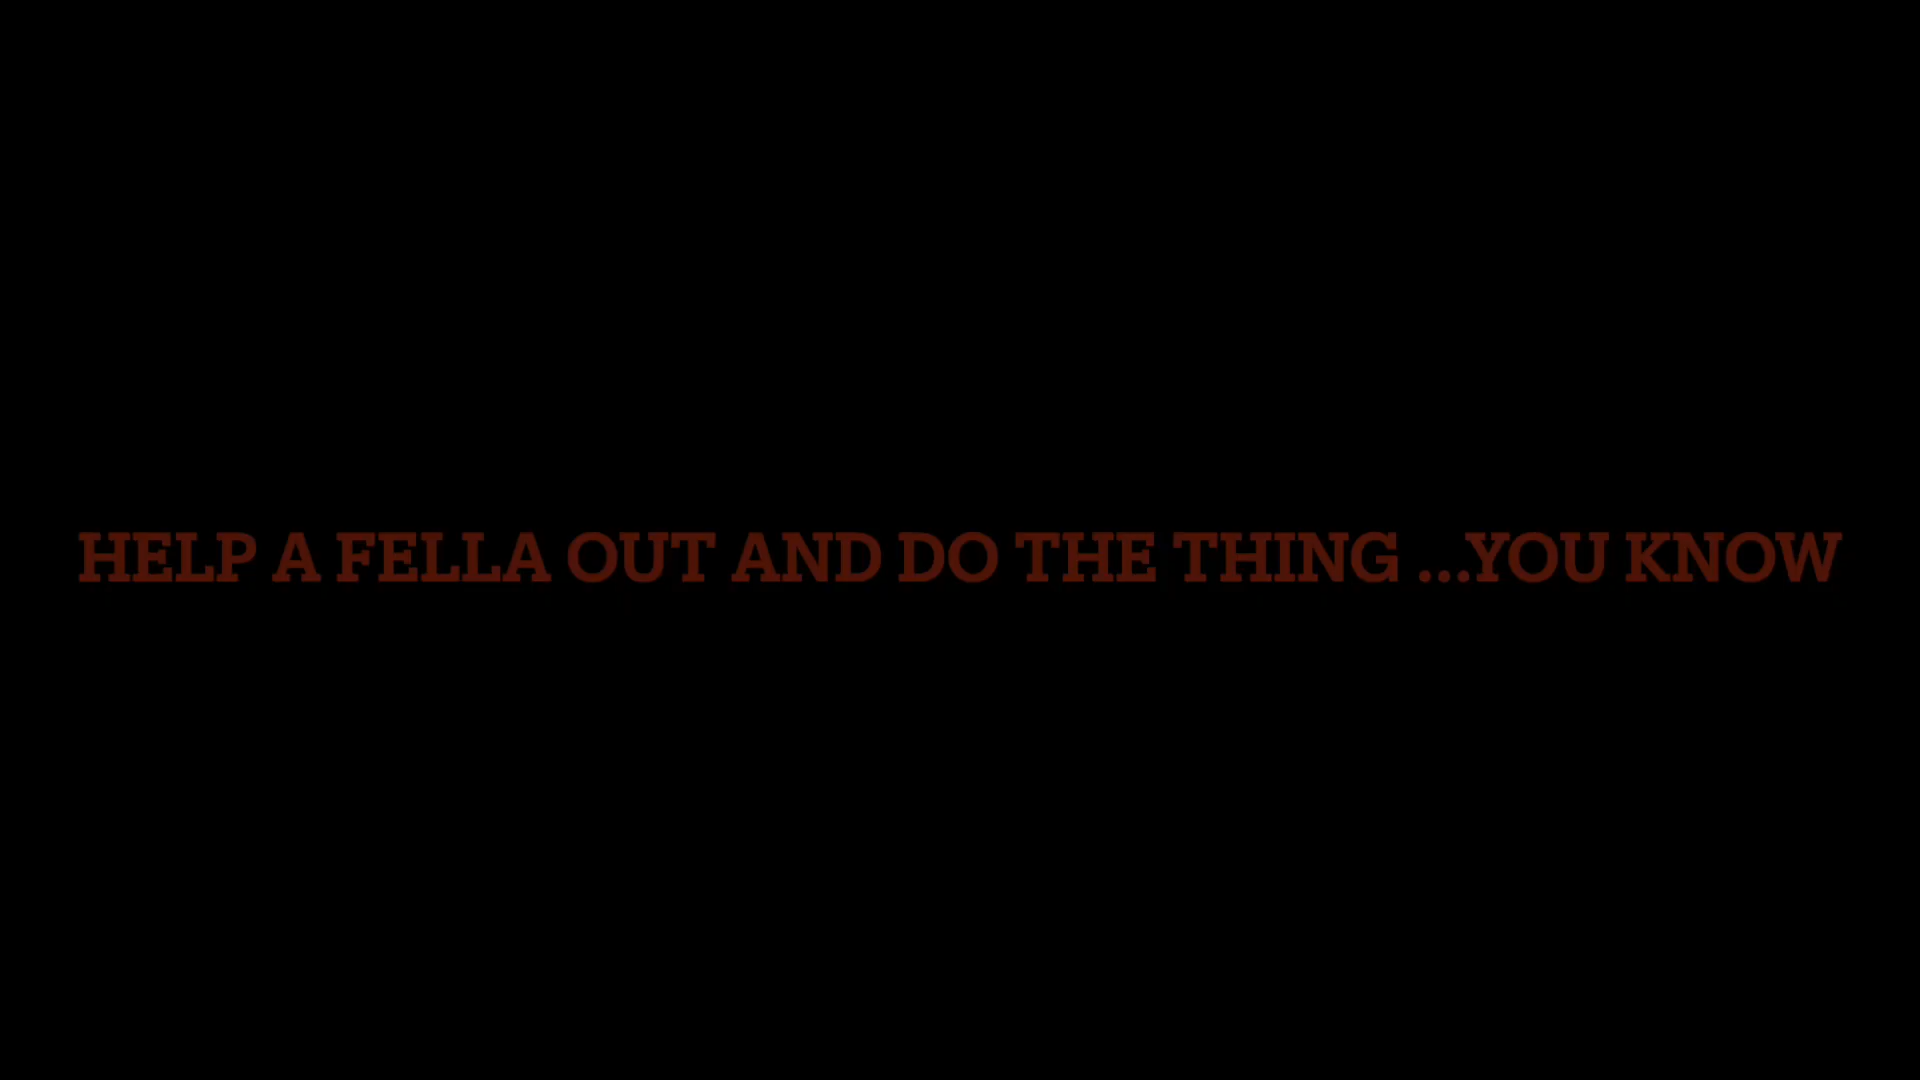 HELP A FELLA OUT AND DO THE THING ...YOU KNOW